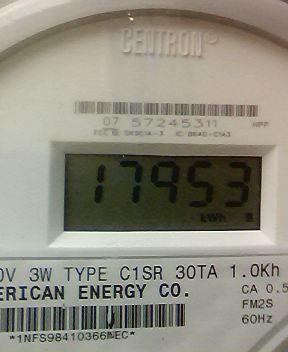 CENTRON®
07 57245311
17953
kWh
0V 3W TYPE C1SR 30TA 1.0Kh
ERICAN ENERGY CO.
CA 0.5
FM2S
60Hz
*1NFS98410366NEC*